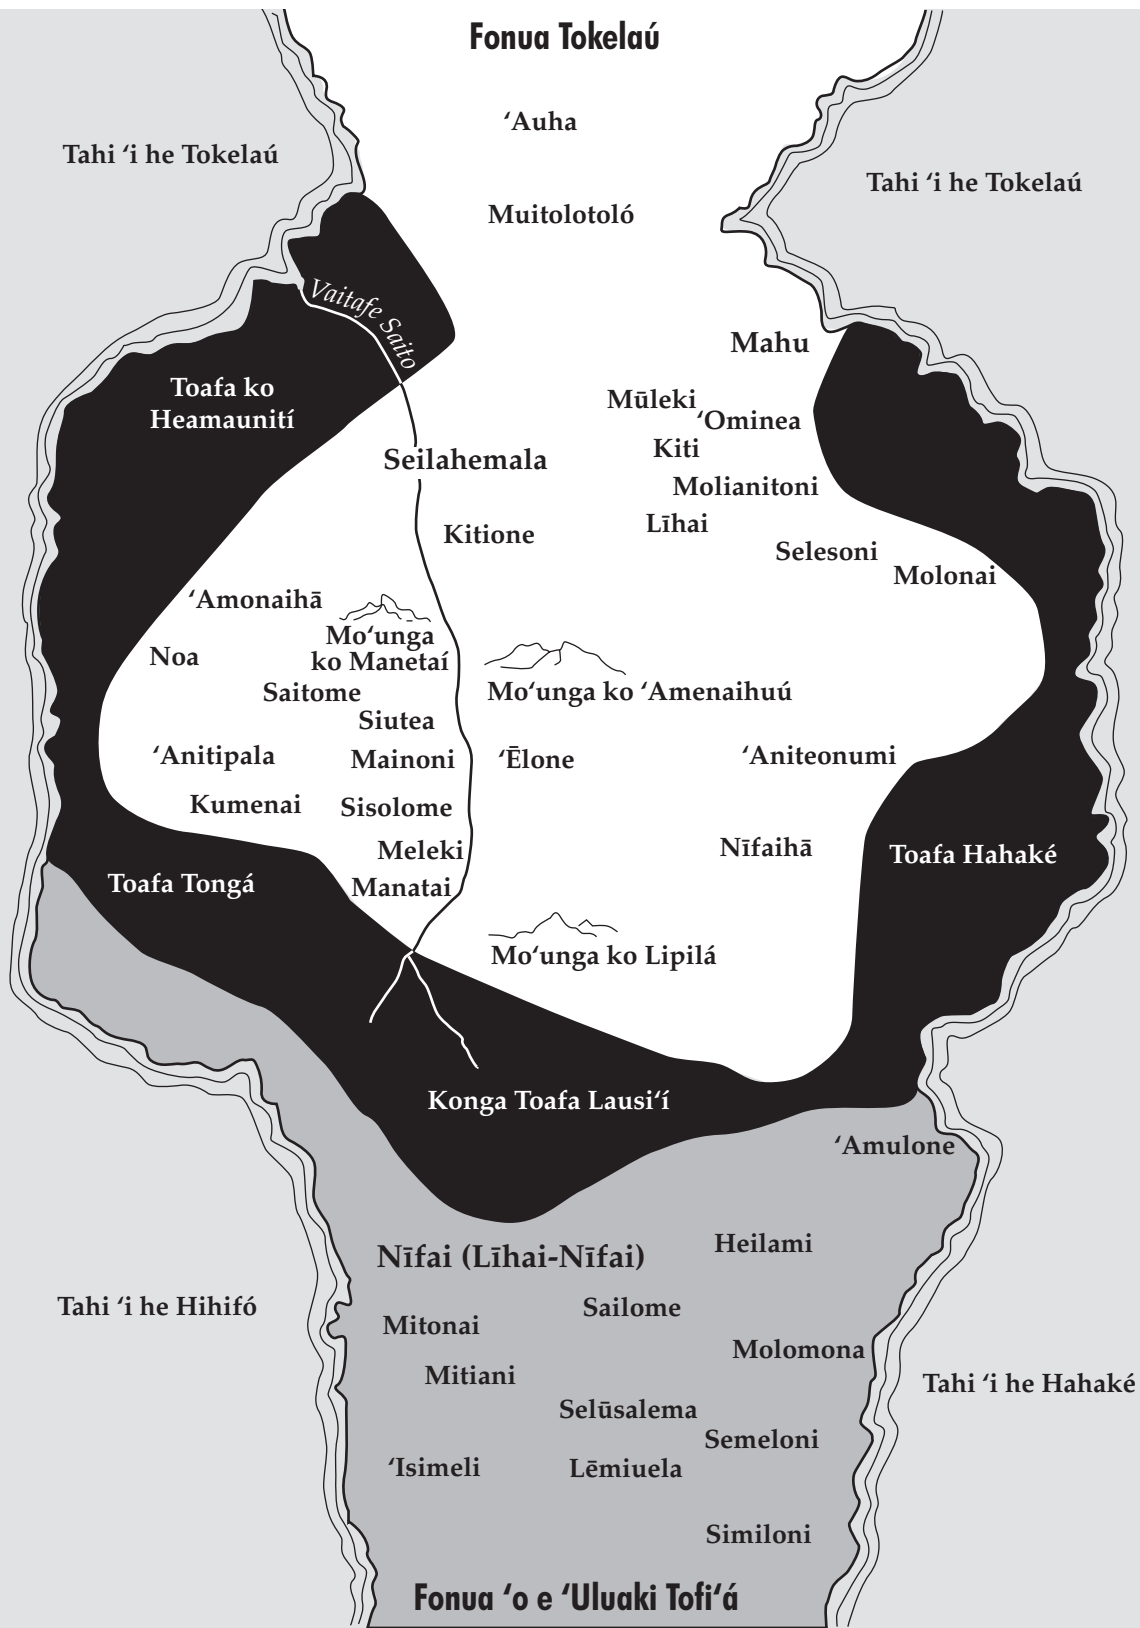 Fonua Tokelaú
‘Auha
Tahi ‘i he Tokelaú
Tahi ‘i he Tokelaú
Muitolotoló
Vaitafe Saito
Mahu
Toafa ko
Heamaunití
Mūleki
‘Ominea
Kiti
Seilahemala
Molianitoni
Līhai
Kitione
Selesoni
Molonai
‘Amonaihā
Mo‘unga
ko Manetaí
Noa
Saitome
Mo‘unga ko ‘Amenaihuú
Siutea
‘Anitipala
Mainoni
‘Ēlone
‘Aniteonumi
Kumenai
Sisolome
Meleki
Nīfaihā
Toafa Hahaké
Toafa Tongá
Manatai
Mo‘unga ko Lipilá
Konga Toafa Lausi‘í
‘Amulone
Nīfai (Līhai-Nīfai)
Heilami
Tahi ‘i he Hihifó
Sailome
Mitonai
Molomona
Mitiani
Tahi ‘i he Hahaké
Selūsalema
Semeloni
‘Isimeli
Lēmiuela
Similoni
Fonua ‘o e ‘Uluaki Tofi‘á